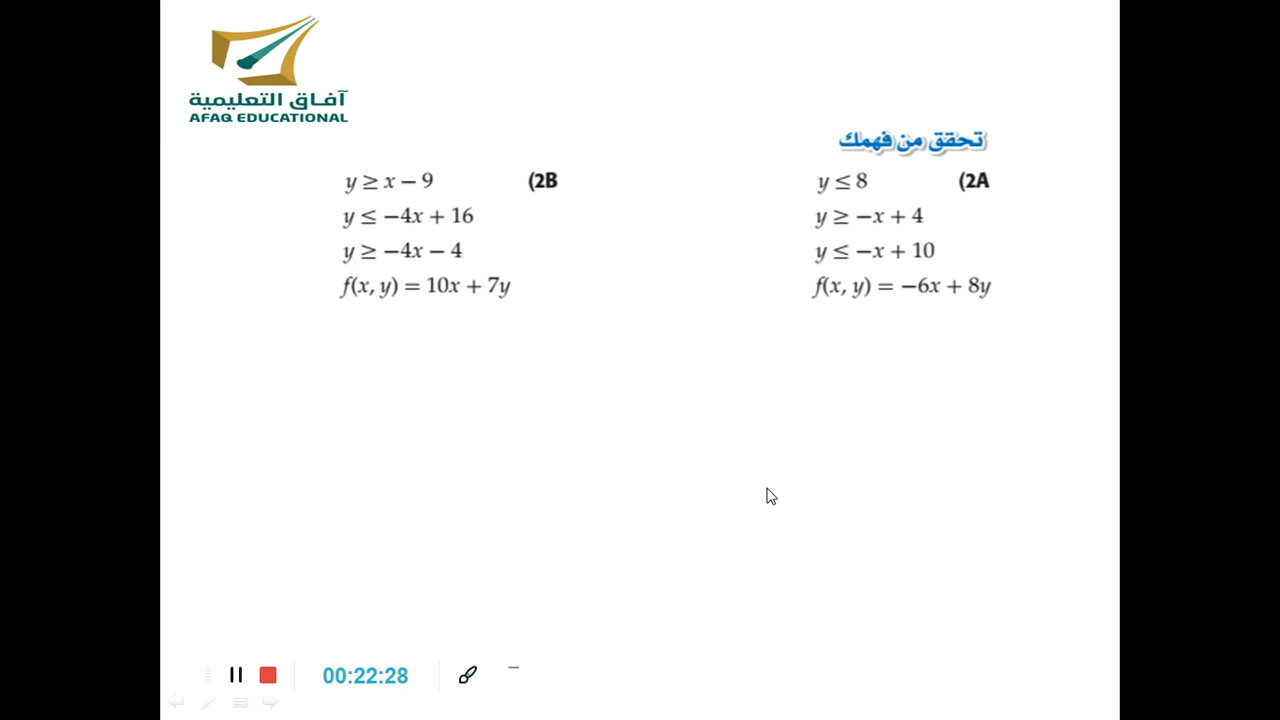 آفاق التعليمية
AFAQ EDUCATIONAL
تحقق من فهمك
(2A
y ≤ 8
y ≥ −x + 4
y ≤ −x + 10
f(x, y) = −6x + 8y
(2B
y ≥ x − 9
y ≤ −4x + 16
y ≥ −4x − 4
f(x, y) = 10x + 7y
00:22:28